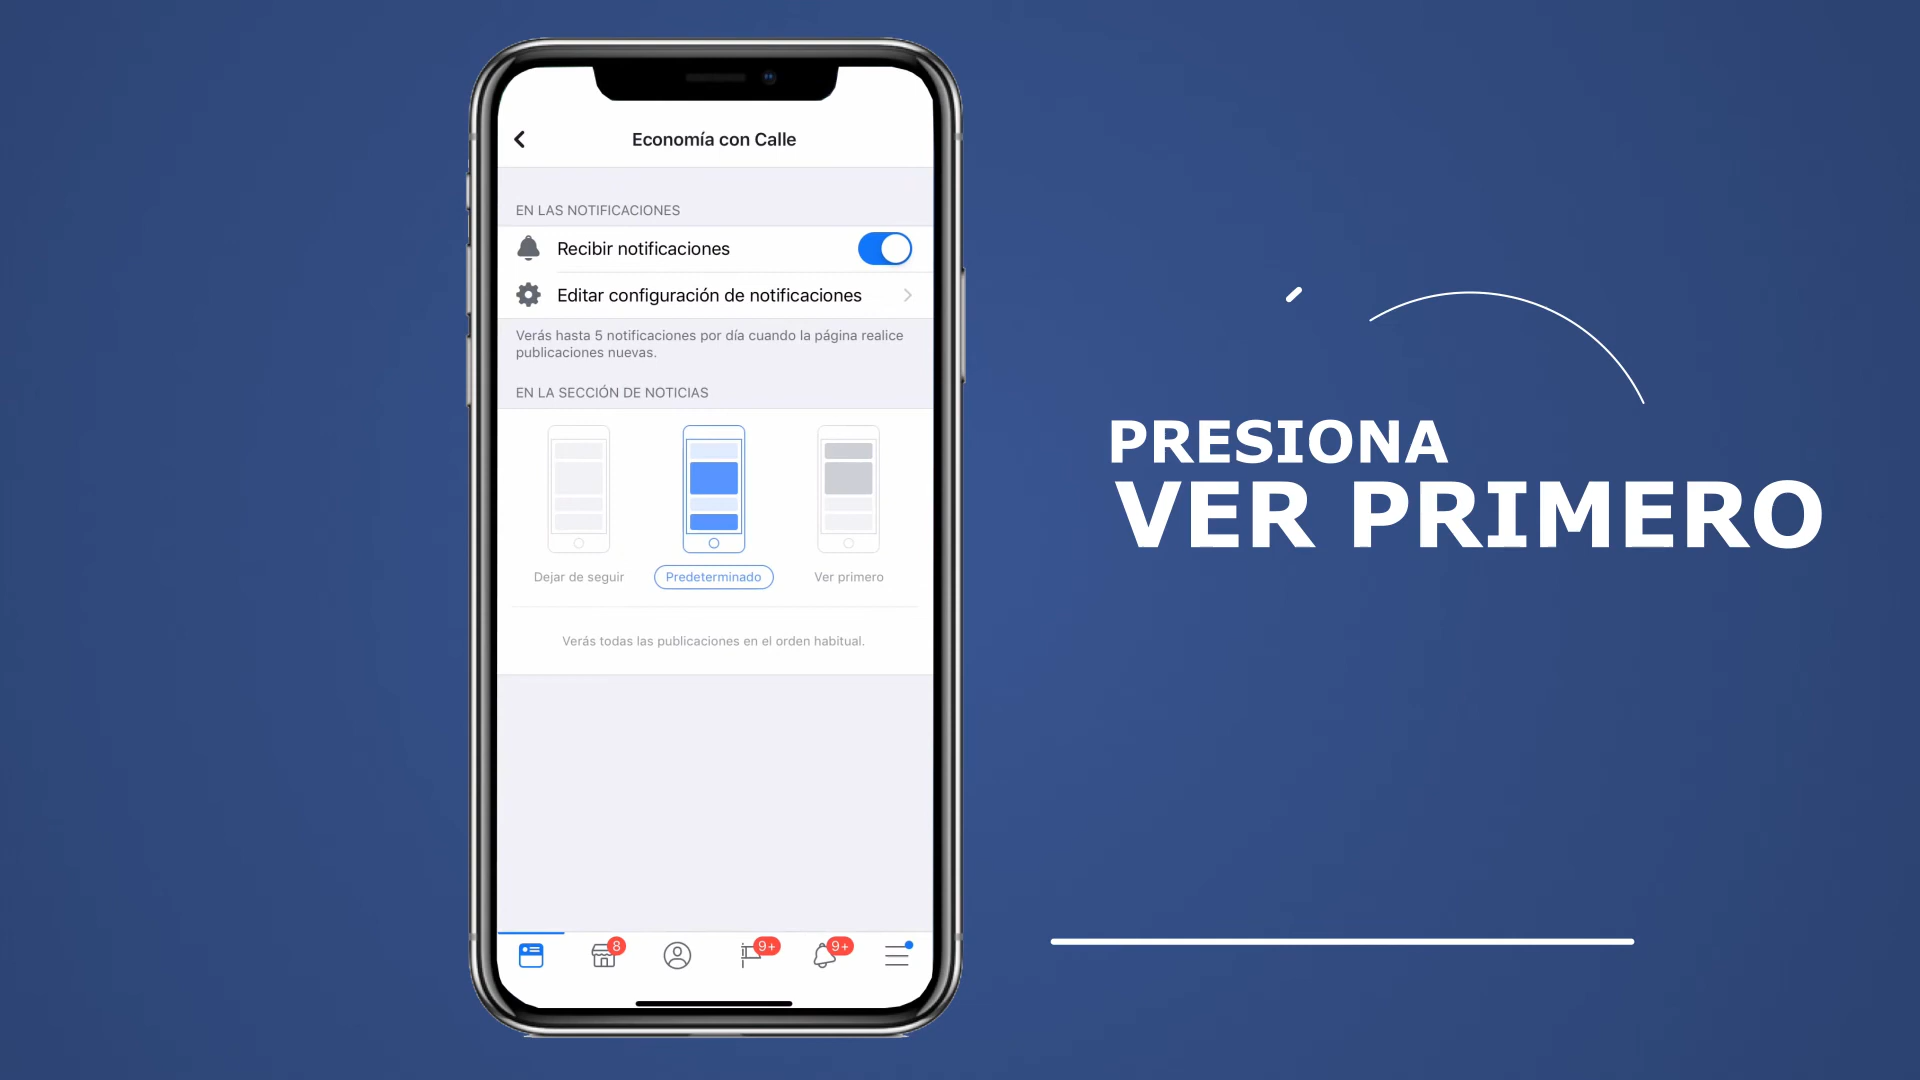 Economía con Calle
EN LAS NOTIFICACIONES
Recibir notificaciones
Editar configuración de notificaciones
Verás hasta 5 notificaciones por día cuando la página realice
publicaciones nuevas.
EN LA SECCIÓN DE NOTICIAS
Dejar de seguir
Predeterminado
Ver primero
Verás todas las publicaciones en el orden habitual.
8
9+
9+
PRESIONA
VER PRIMERO